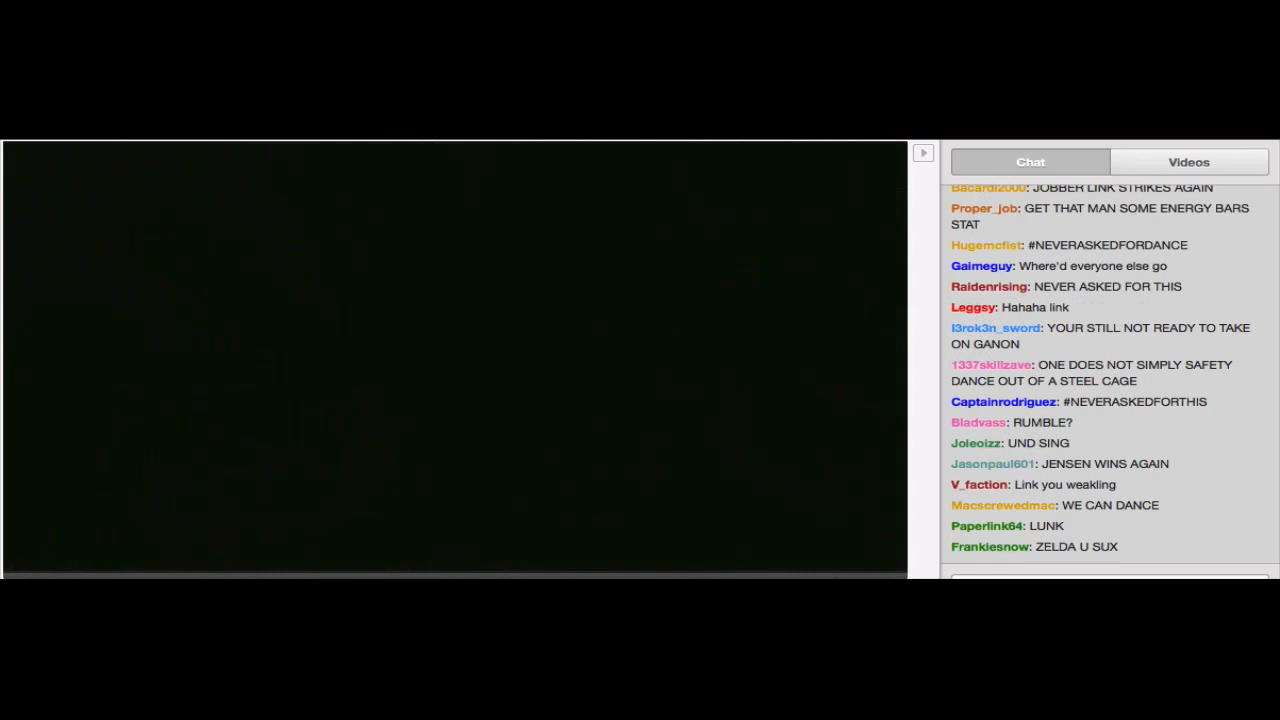 Chat
Videos
Bacardi2000: JOBBER LINK STRIKES AGAIN
Proper_job: GET THAT MAN SOME ENERGY BARS
STAT
Hugemcfist: #NEVERASKEDFORDANCE
Gaimeguy: Where'd everyone else go
Raidenrising: NEVER ASKED FOR THIS
Leggsy: Hahaha link
l3rok3n_sword: YOUR STILL NOT READY TO TAKE
ON GANON
1337skillzave: ONE DOES NOT SIMPLY SAFETY
DANCE OUT OF A STEEL CAGE
Captainrodriguez: #NEVERASKEDFORTHIS
Bladvass: RUMBLE?
Joleoizz: UND SING
Jasonpaul601: JENSEN WINS AGAIN
V_faction: Link you weakling
Macscrewedmac: WE CAN DANCE
Paperlink64: LUNK
Frankiesnow: ZELDA U SUX